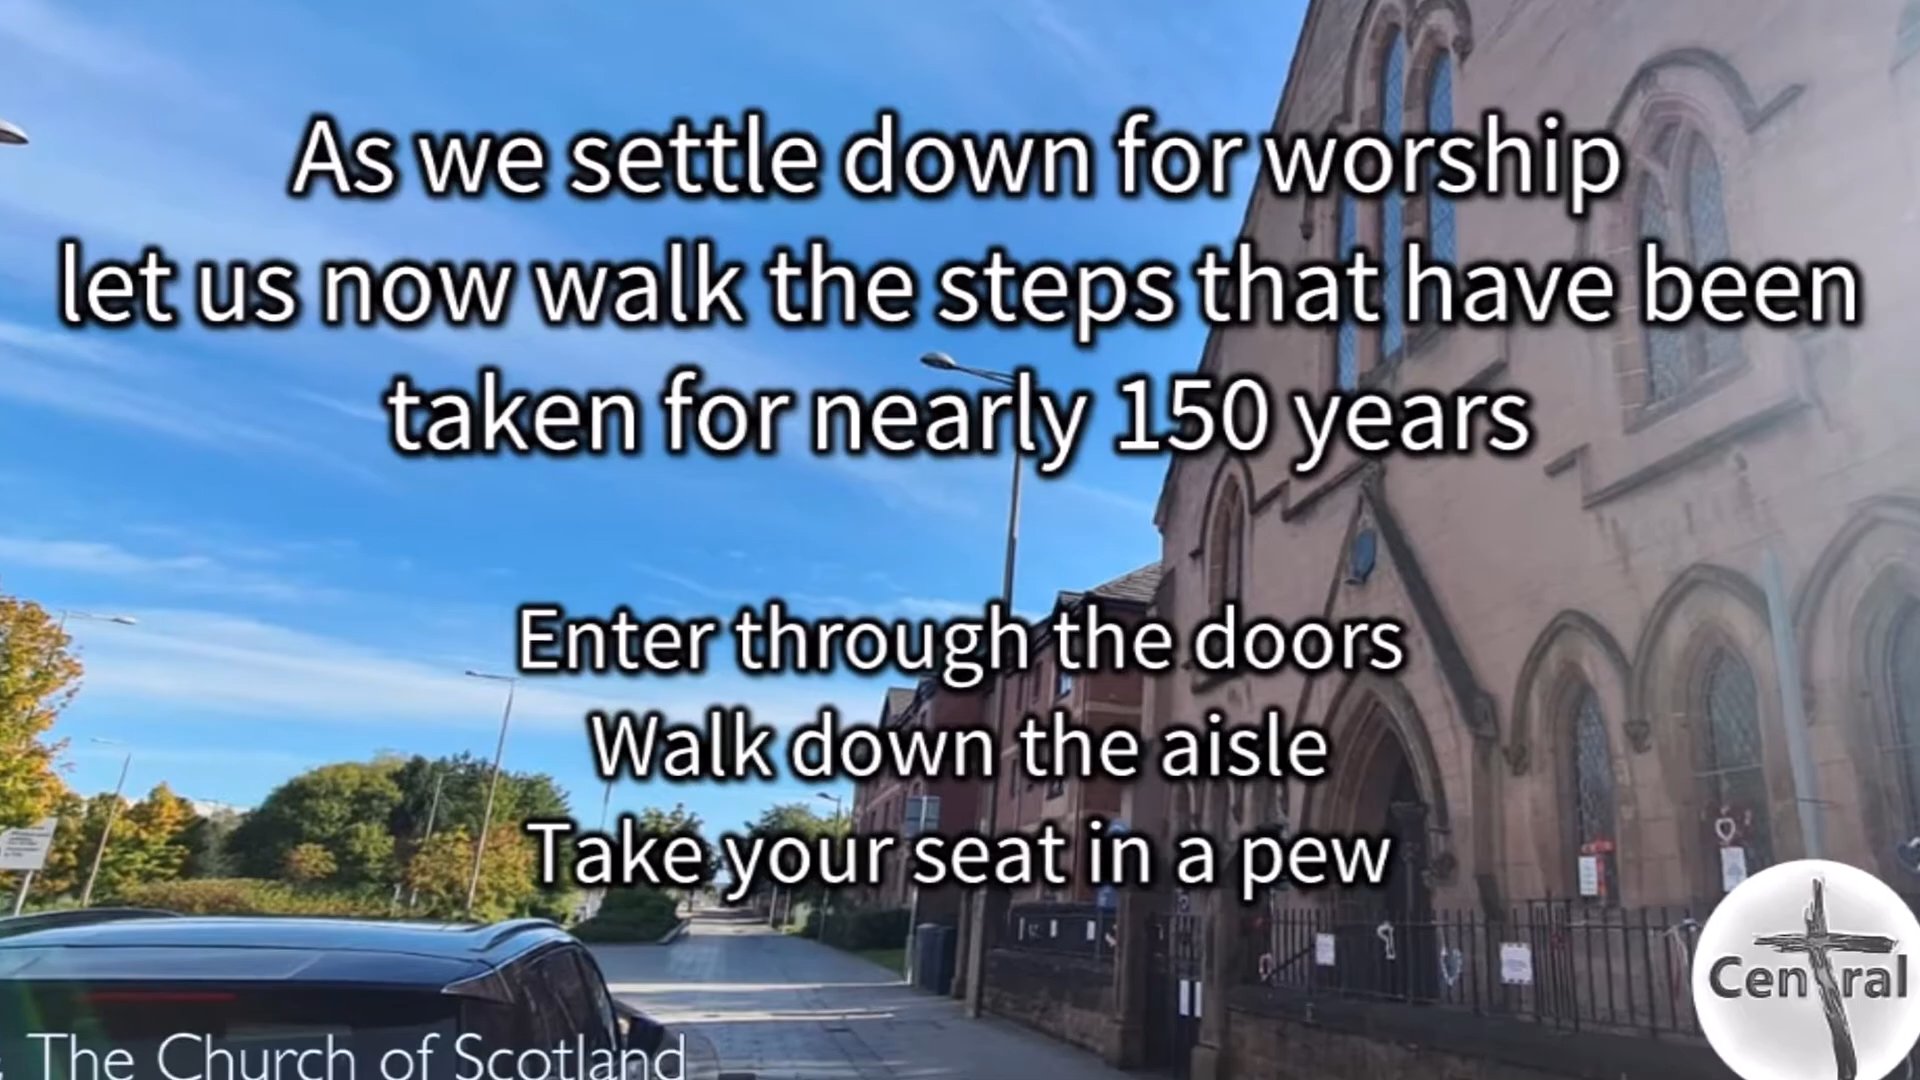 As we settle down for worship
let us now walk the steps that have been
taken for nearly 150 years
Enter through the doors
Walk down the aisle
Take your seat in a pew
The Church of Scotland
Central